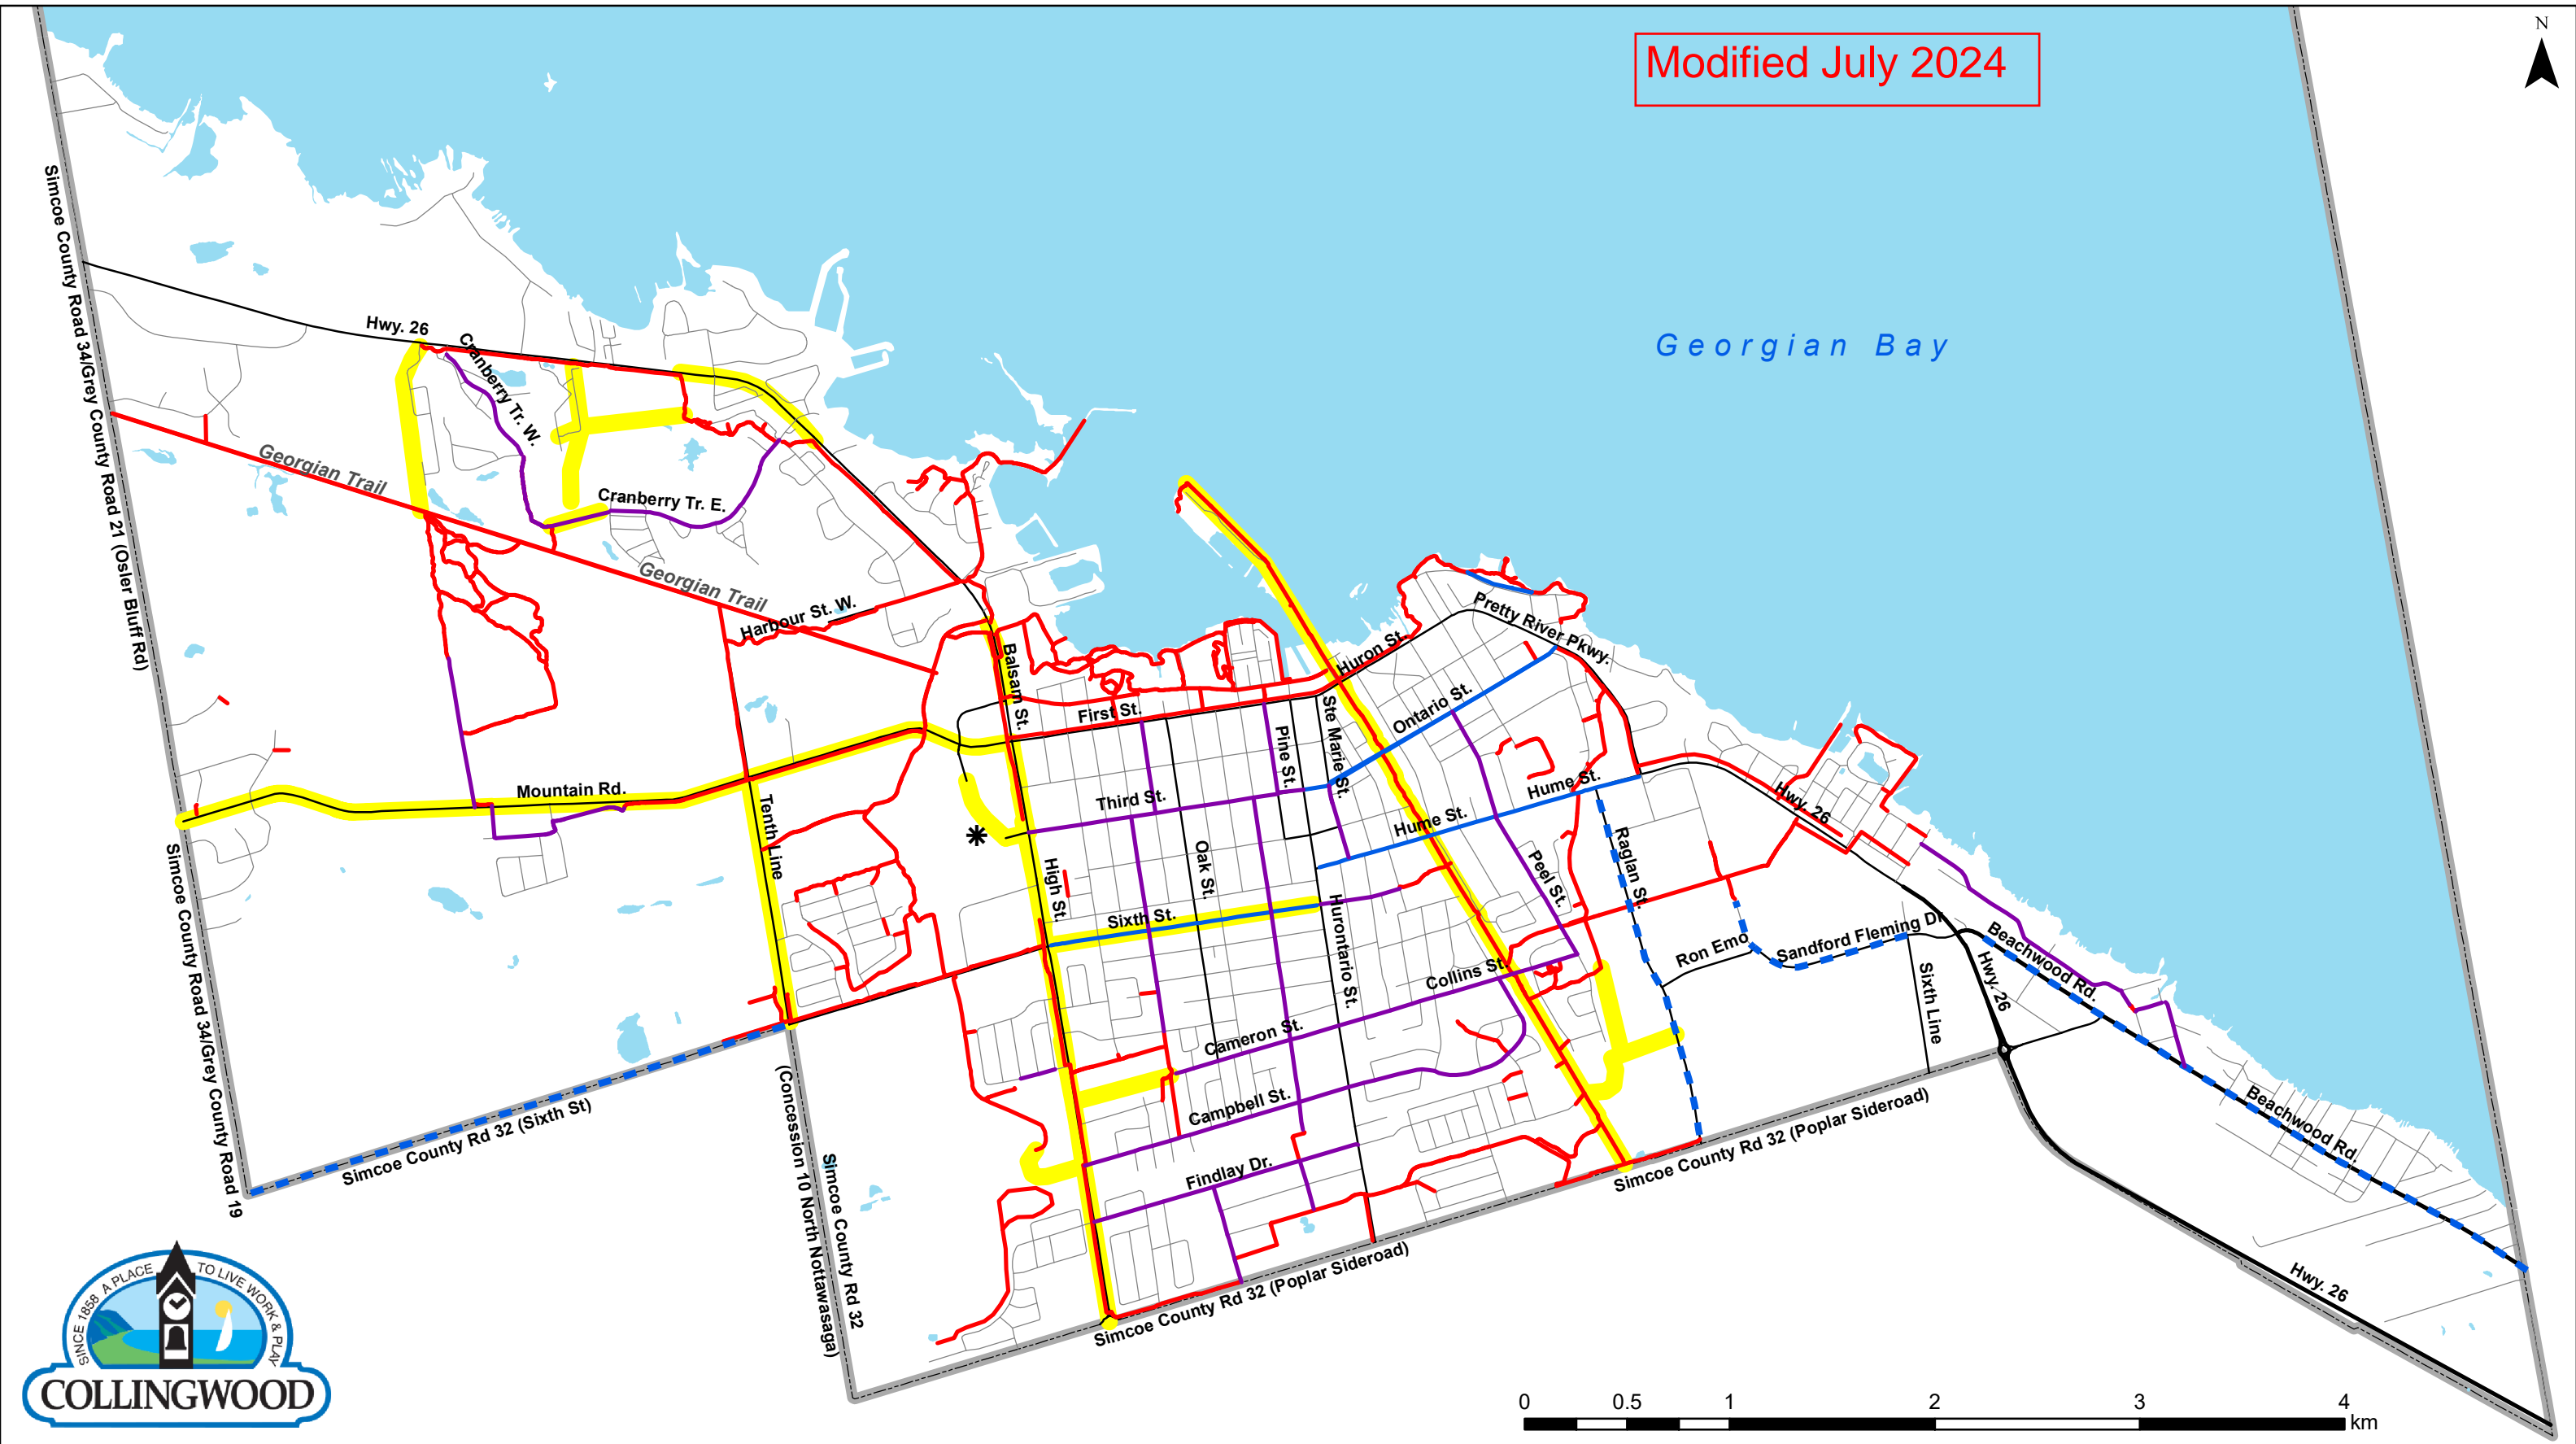 N
Modified July 2024
Georgian Bay
Simcoe County Road 34/Grey County Road 21 (Osler Bluff Rd)
Hwy. 26
Cranberry Tr. W.
Georgian Trail
Cranberry Tr. E.
Georgian Trail
Harbour St. W.
Balsam St.
First St.
Huron St.
Pretty River Pkwy.
Ontario St.
Pine St.
Ste Marie St.
Mountain Rd.
Third St.
Hume St.
Hume St.
Hwy. 26
Tenth Line
*
High St.
Oak St.
Peel St.
Raglan St.
Simcoe County Road 34/Grey County Road 19
Sixth St.
Hurontario St.
Ron Emo
Sandford Fleming Dr.
Beachwood Rd.
Collins St.
Sixth Line
Hwy. 26
Cameron St.
Campbell St.
Simcoe County Rd 32 (Sixth St)
(Concession 10 North Nottawasaga)
Simcoe County Rd 32
Findlay Dr.
Simcoe County Rd 32 (Poplar Sideroad)
Beachwood Rd.
Simcoe County Rd 32 (Poplar Sideroad)
Hwy. 26
SINCE 1858 A PLACE TO LIVE WORK & PLAY
COLLINGWOOD
0 0.5 1 2 3 4
km